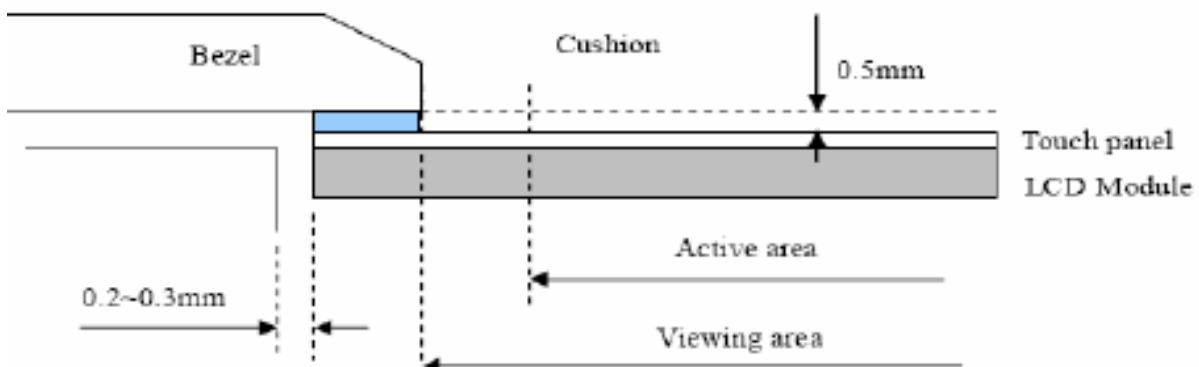 Bezel
Cushion
0.5mm
Touch panel
LCD Module
Active area
0.2~0.3mm
Viewing area